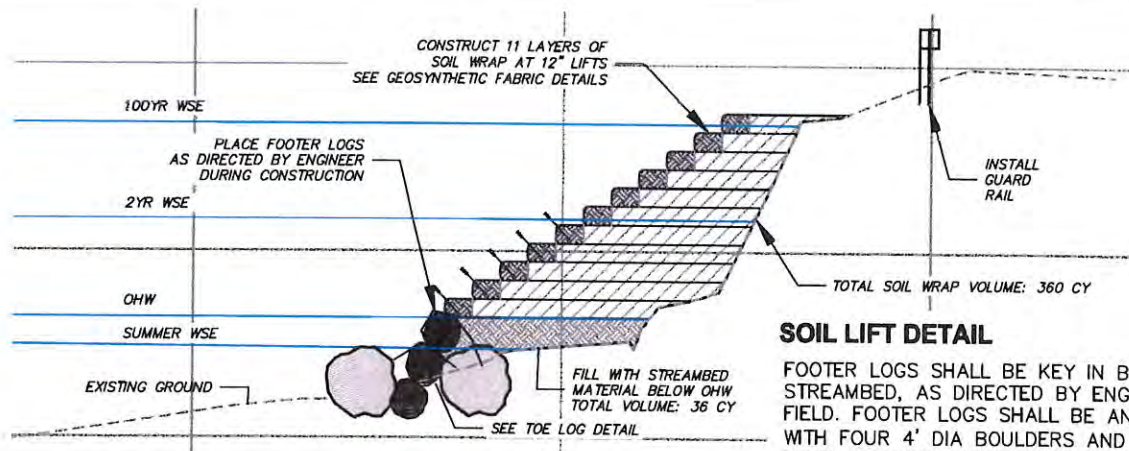 CONSTRUCT 11 LAYERS OF
SOIL WRAP AT 12" LIFTS
SEE GEOSYNTHETIC FABRIC DETAILS
100YR WSE
PLACE FOOTER LOGS
AS DIRECTED BY ENGINEER
DURING CONSTRUCTION
INSTALL
GUARD
RAIL
2YR WSE
TOTAL SOIL WRAP VOLUME: 360 CY
OHW
SUMMER WSE
SOIL LIFT DETAIL
EXISTING GROUND
FILL WITH STREAMBED
MATERIAL BELOW OHW
TOTAL VOLUME: 36 CY
SEE TOE LOG DETAIL
FOOTER LOGS SHALL BE KEY IN B
STREAMBED, AS DIRECTED BY ENG
FIELD. FOOTER LOGS SHALL BE AN
WITH FOUR 4' DIA BOULDERS AND